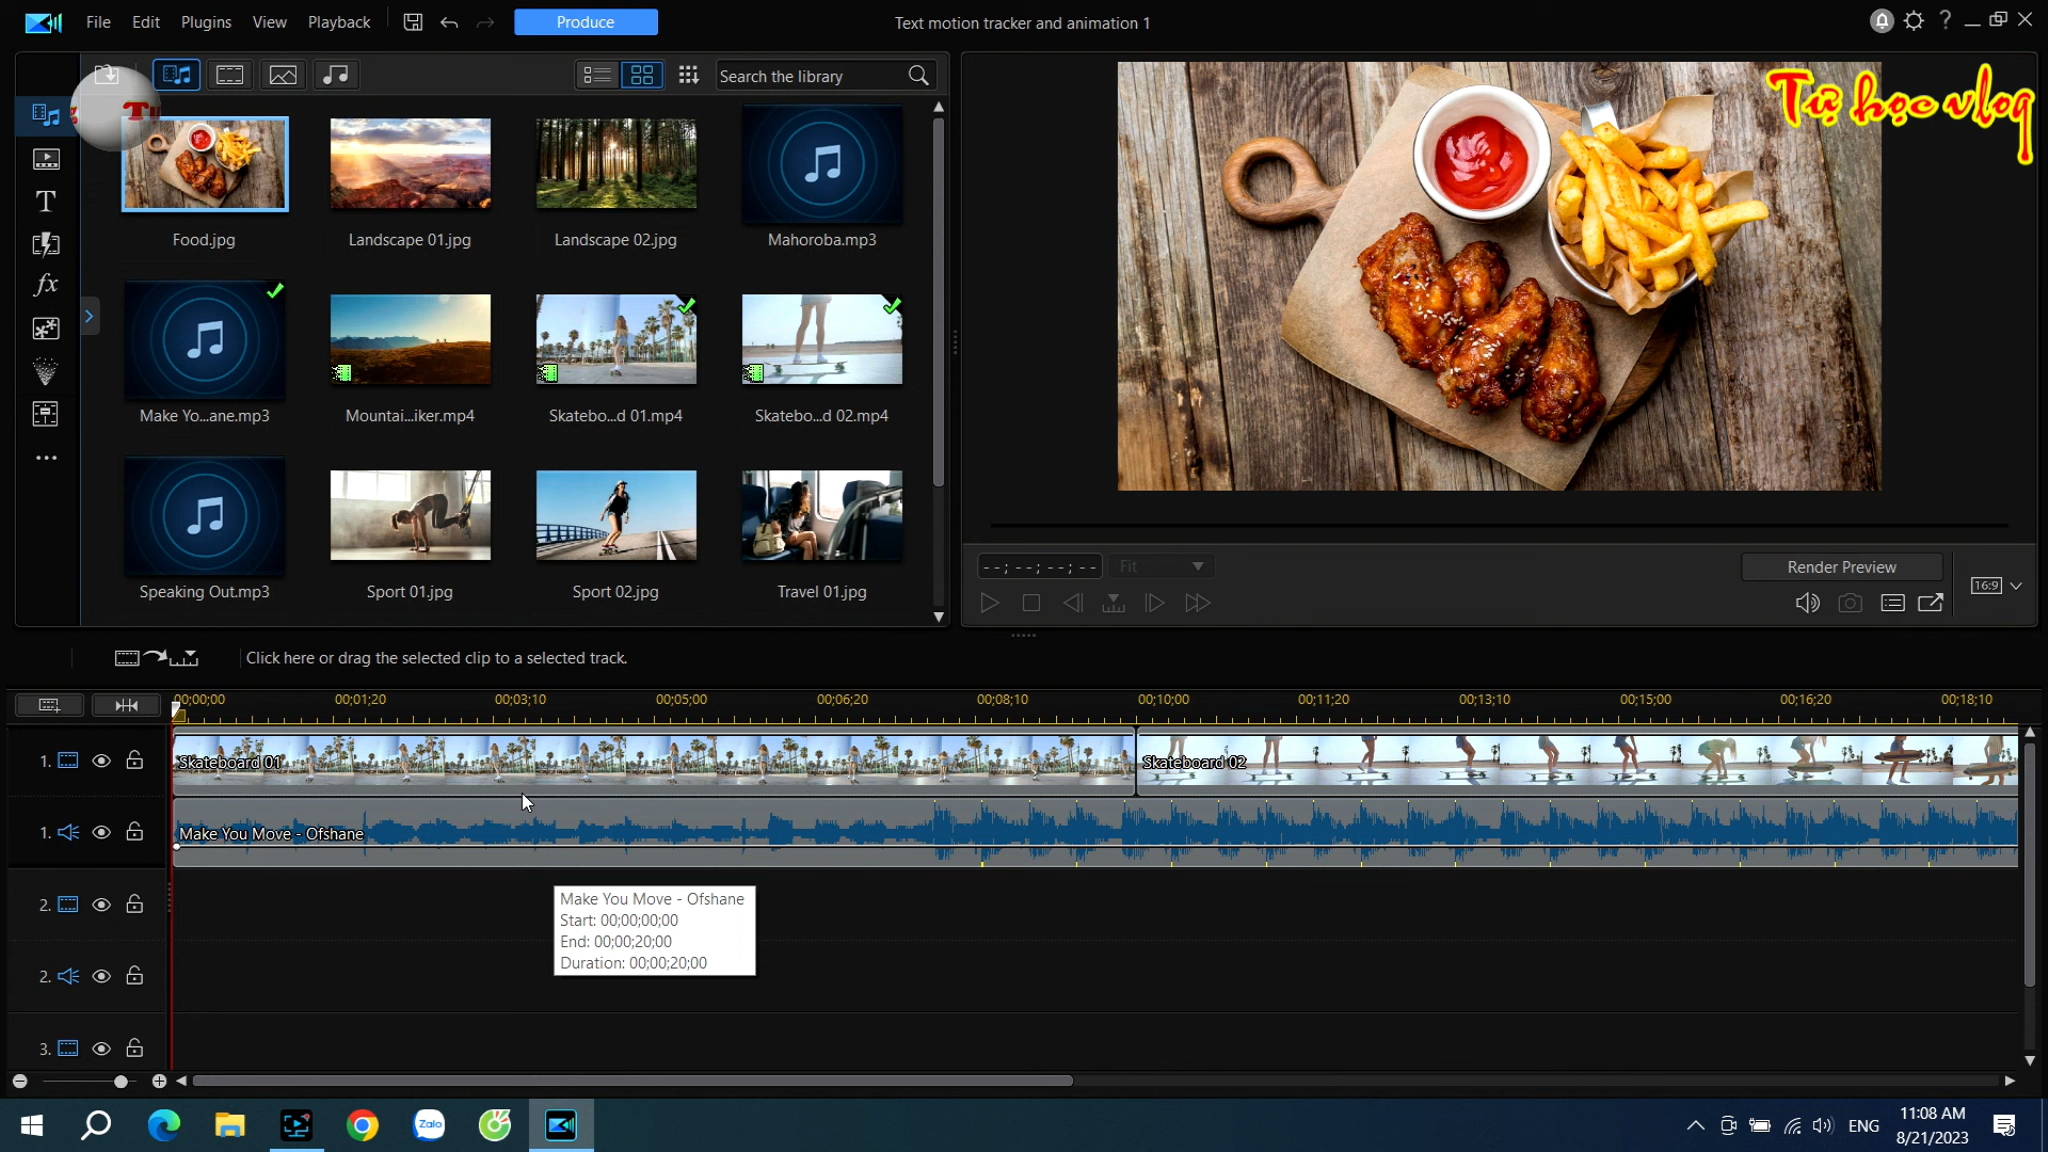 File Edit Plugins View Playback Produce Text motion tracker and animation 1
Search the library
Tự học vlog
Food.jpg Landscape 01.jpg Landscape 02.jpg Mahoroba.mp3
Make Yo...ane.mp3 Mountai...iker.mp4 Skatebo...d 01.mp4 Skatebo...d 02.mp4
Speaking Out.mp3 Sport 01.jpg Sport 02.jpg Travel 01.jpg
--;--;--;-- Fit Render Preview
16:9
Click here or drag the selected clip to a selected track.
00;00;00 00;01;20 00;03;10 00;05;00 00;06;20 00;08;10 00;10;00 00;11;20 00;13;10 00;15;00 00;16;20 00;18;10
1. Skateboard 01 Skateboard 02
1. Make You Move - Ofshane
2.
Make You Move - Ofshane
Start: 00;00;00;00
End: 00;00;20;00
Duration: 00;00;20;00
2.
3.
Zalo ENG 11:08 AM
8/21/2023